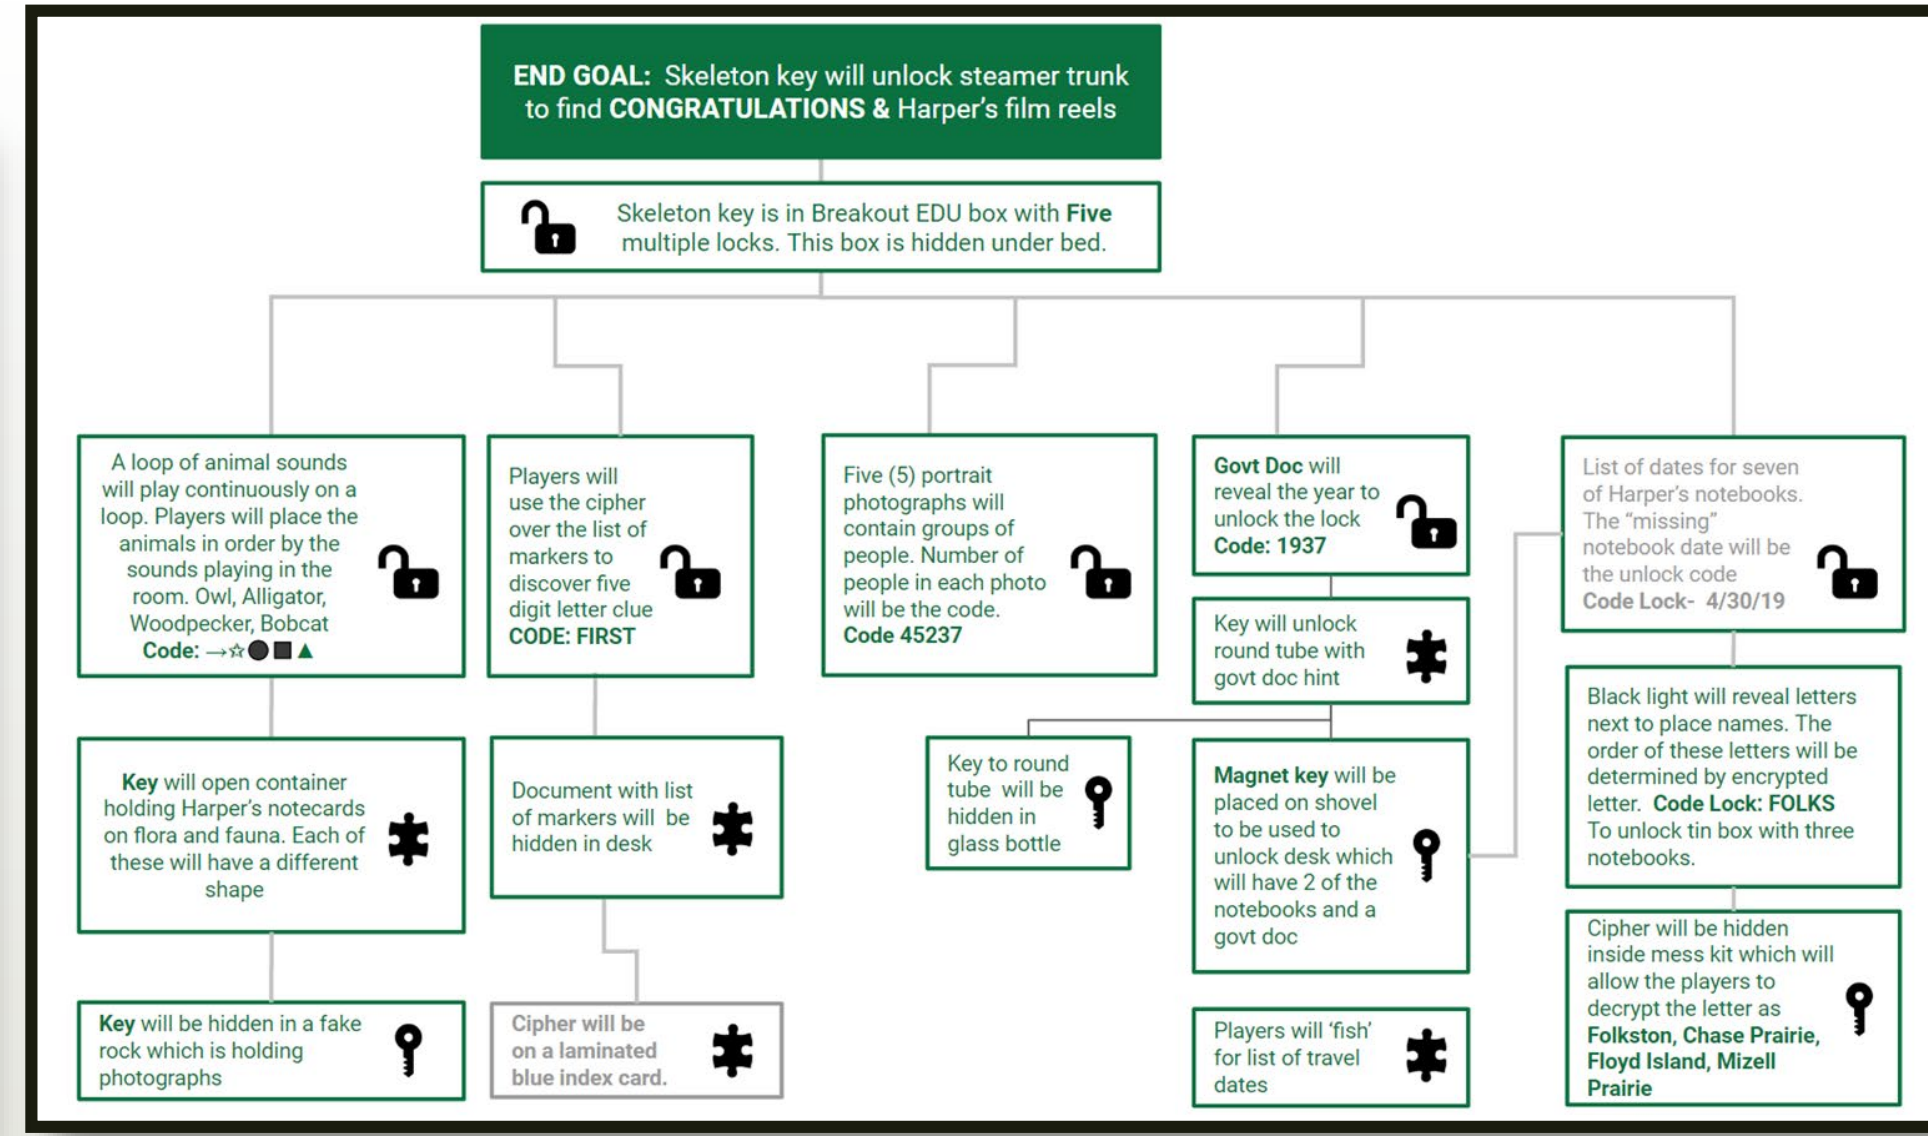 END GOAL: Skeleton key will unlock steamer trunk
to find CONGRATULATIONS & Harper's film reels
Skeleton key is in Breakout EDU box with Five
multiple locks. This box is hidden under bed.
A loop of animal sounds
will play continuously on a
loop. Players will place the
animals in order by the
sounds playing in the
room. Owl, Alligator,
Woodpecker, Bobcat
Code: →☆●■▲
Players will
use the cipher
over the list of
markers to
discover five
digit letter clue
CODE: FIRST
Five (5) portrait
photographs will
contain groups of
people. Number of
people in each photo
will be the code.
Code 45237
Govt Doc will
reveal the year to
unlock the lock
Code: 1937
List of dates for seven
of Harper's notebooks.
The "missing"
notebook date will be
the unlock code
Code Lock- 4/30/19
Key will unlock
round tube with
govt doc hint
Black light will reveal letters
next to place names. The
order of these letters will be
determined by encrypted
letter. Code Lock: FOLKS
To unlock tin box with three
notebooks.
Key will open container
holding Harper's notecards
on flora and fauna. Each of
these will have a different
shape
Document with list
of markers will be
hidden in desk
Key to round
tube will be
hidden in
glass bottle
Magnet key will be
placed on shovel
to be used to
unlock desk which
will have 2 of the
notebooks and a
govt doc
Cipher will be hidden
inside mess kit which will
allow the players to
decrypt the letter as
Folkston, Chase Prairie,
Floyd Island, Mizell
Prairie
Key will be hidden in a fake
rock which is holding
photographs
Cipher will be
on a laminated
blue index card.
Players will 'fish'
for list of travel
dates